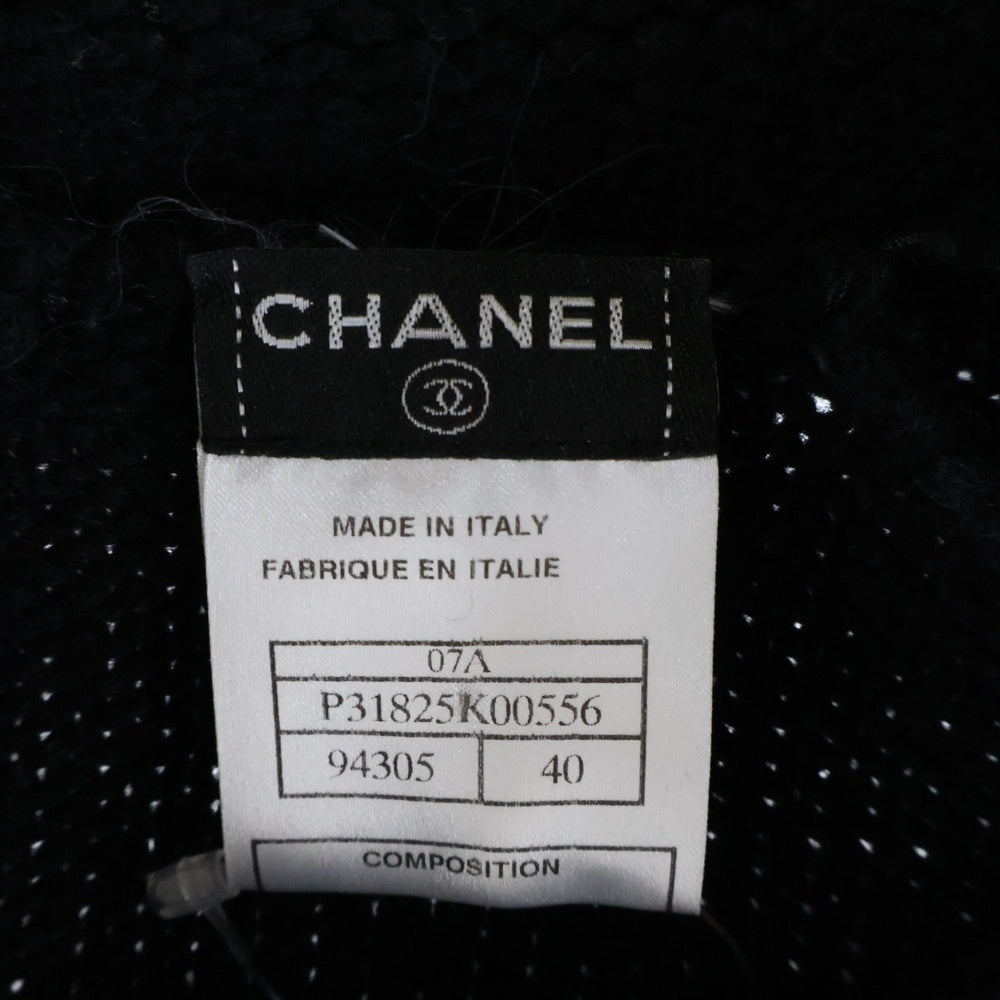 CHANEL
MADE IN ITALY
FABRIQUE EN ITALIE
07A
P31825K00556
94305 40
COMPOSITION